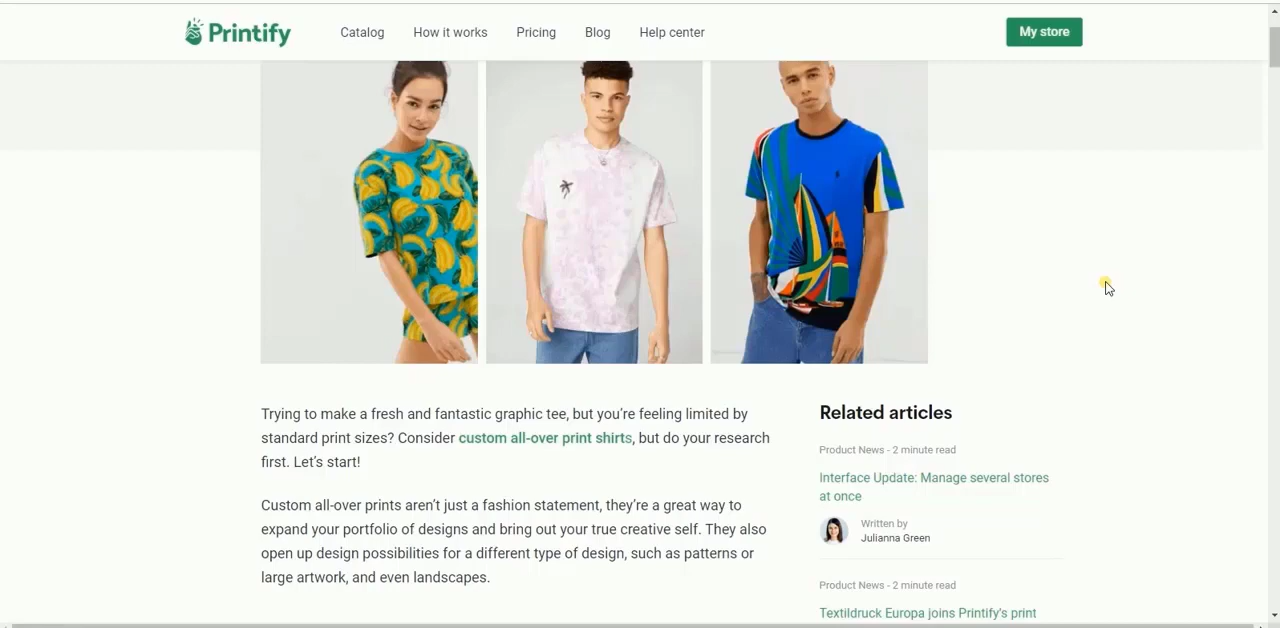 Printify
Catalog
How it works
Pricing
Blog
Help center
My store
Trying to make a fresh and fantastic graphic tee, but you’re feeling limited by
standard print sizes? Consider custom all-over print shirts, but do your research
first. Let’s start!
Custom all-over prints aren’t just a fashion statement, they’re a great way to
expand your portfolio of designs and bring out your true creative self. They also
open up design possibilities for a different type of design, such as patterns or
large artwork, and even landscapes.
Related articles
Product News - 2 minute read
Interface Update: Manage several stores
at once
Written by
Julianna Green
Product News - 2 minute read
Textildruck Europa joins Printify’s print